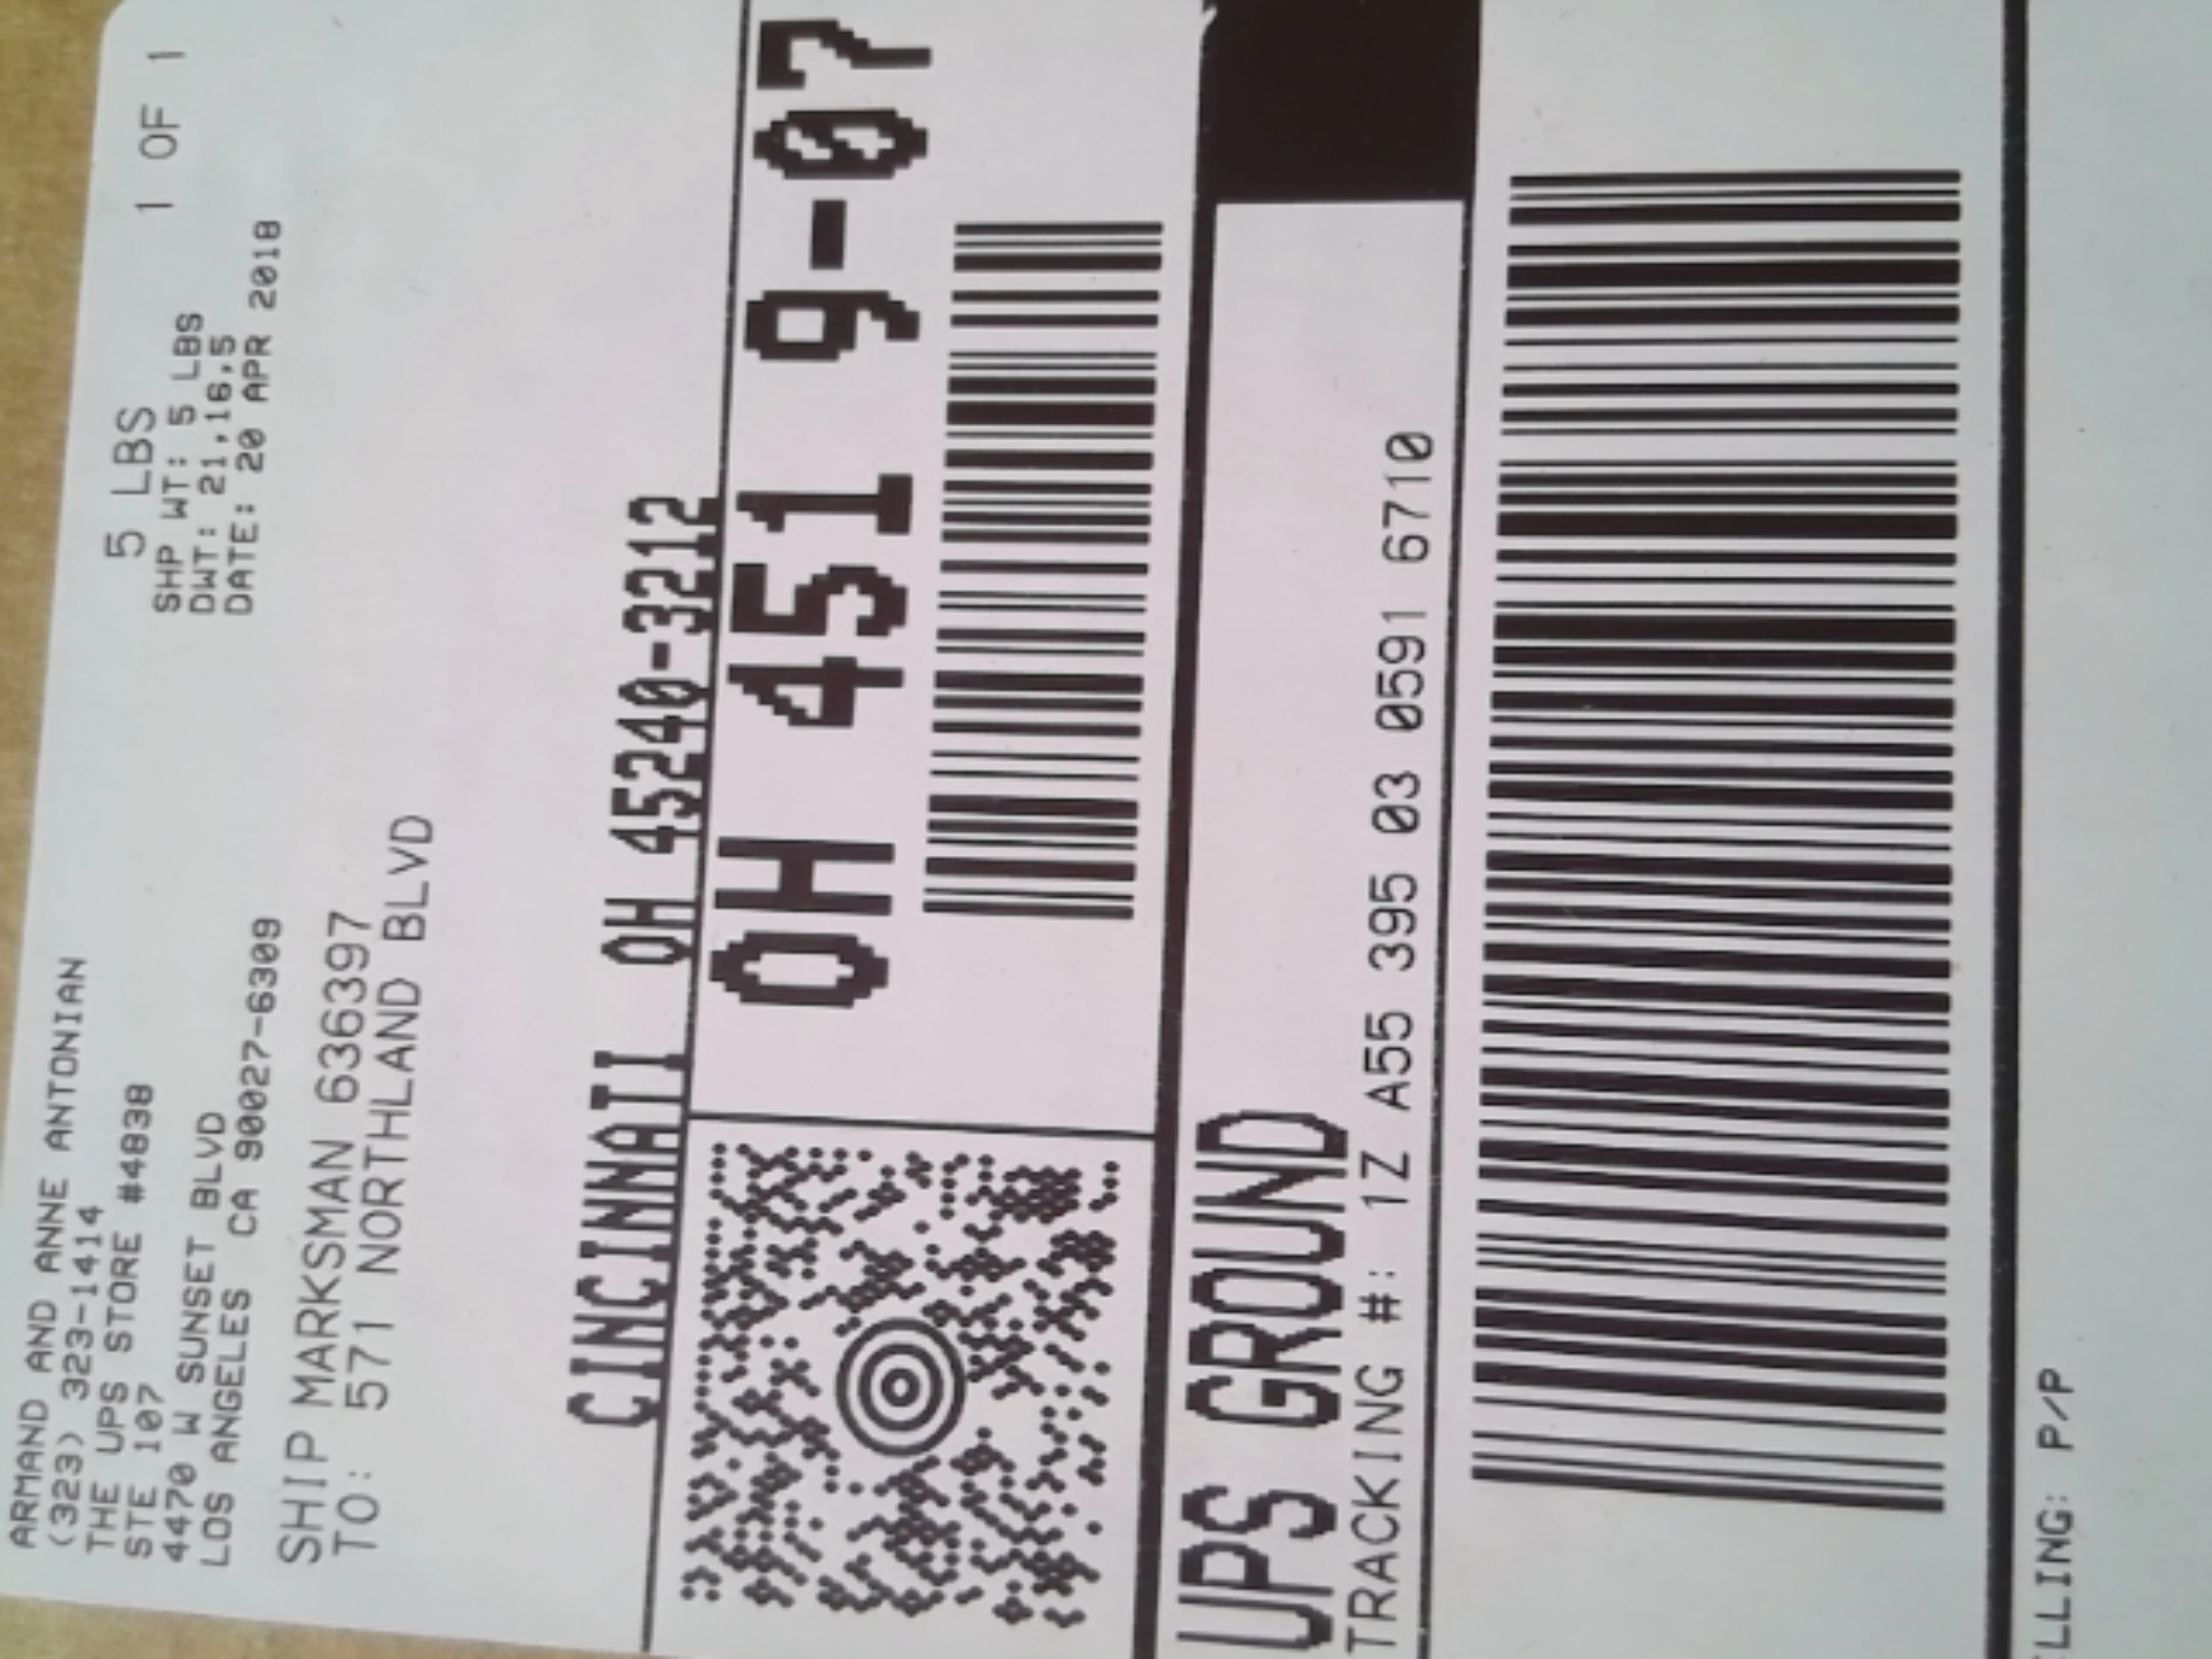 ARMAND AND ANNE ANTONIAN
(323) 323-1414
THE UPS STORE #4838
STE 107
4470 W SUNSET BLVD
LOS ANGELES CA 90027-6309
5 LBS 1 OF 1
SHP WT: 5 LBS
DWT: 21,16,5
DATE: 20 APR 2018
SHIP MARKSMAN 636397
TO: 571 NORTHLAND BLVD
CINCINNATI OH 45240-3212
OH 451 9-07
UPS GROUND
TRACKING #: 1Z A55 395 03 0591 6710
LLING: P/P